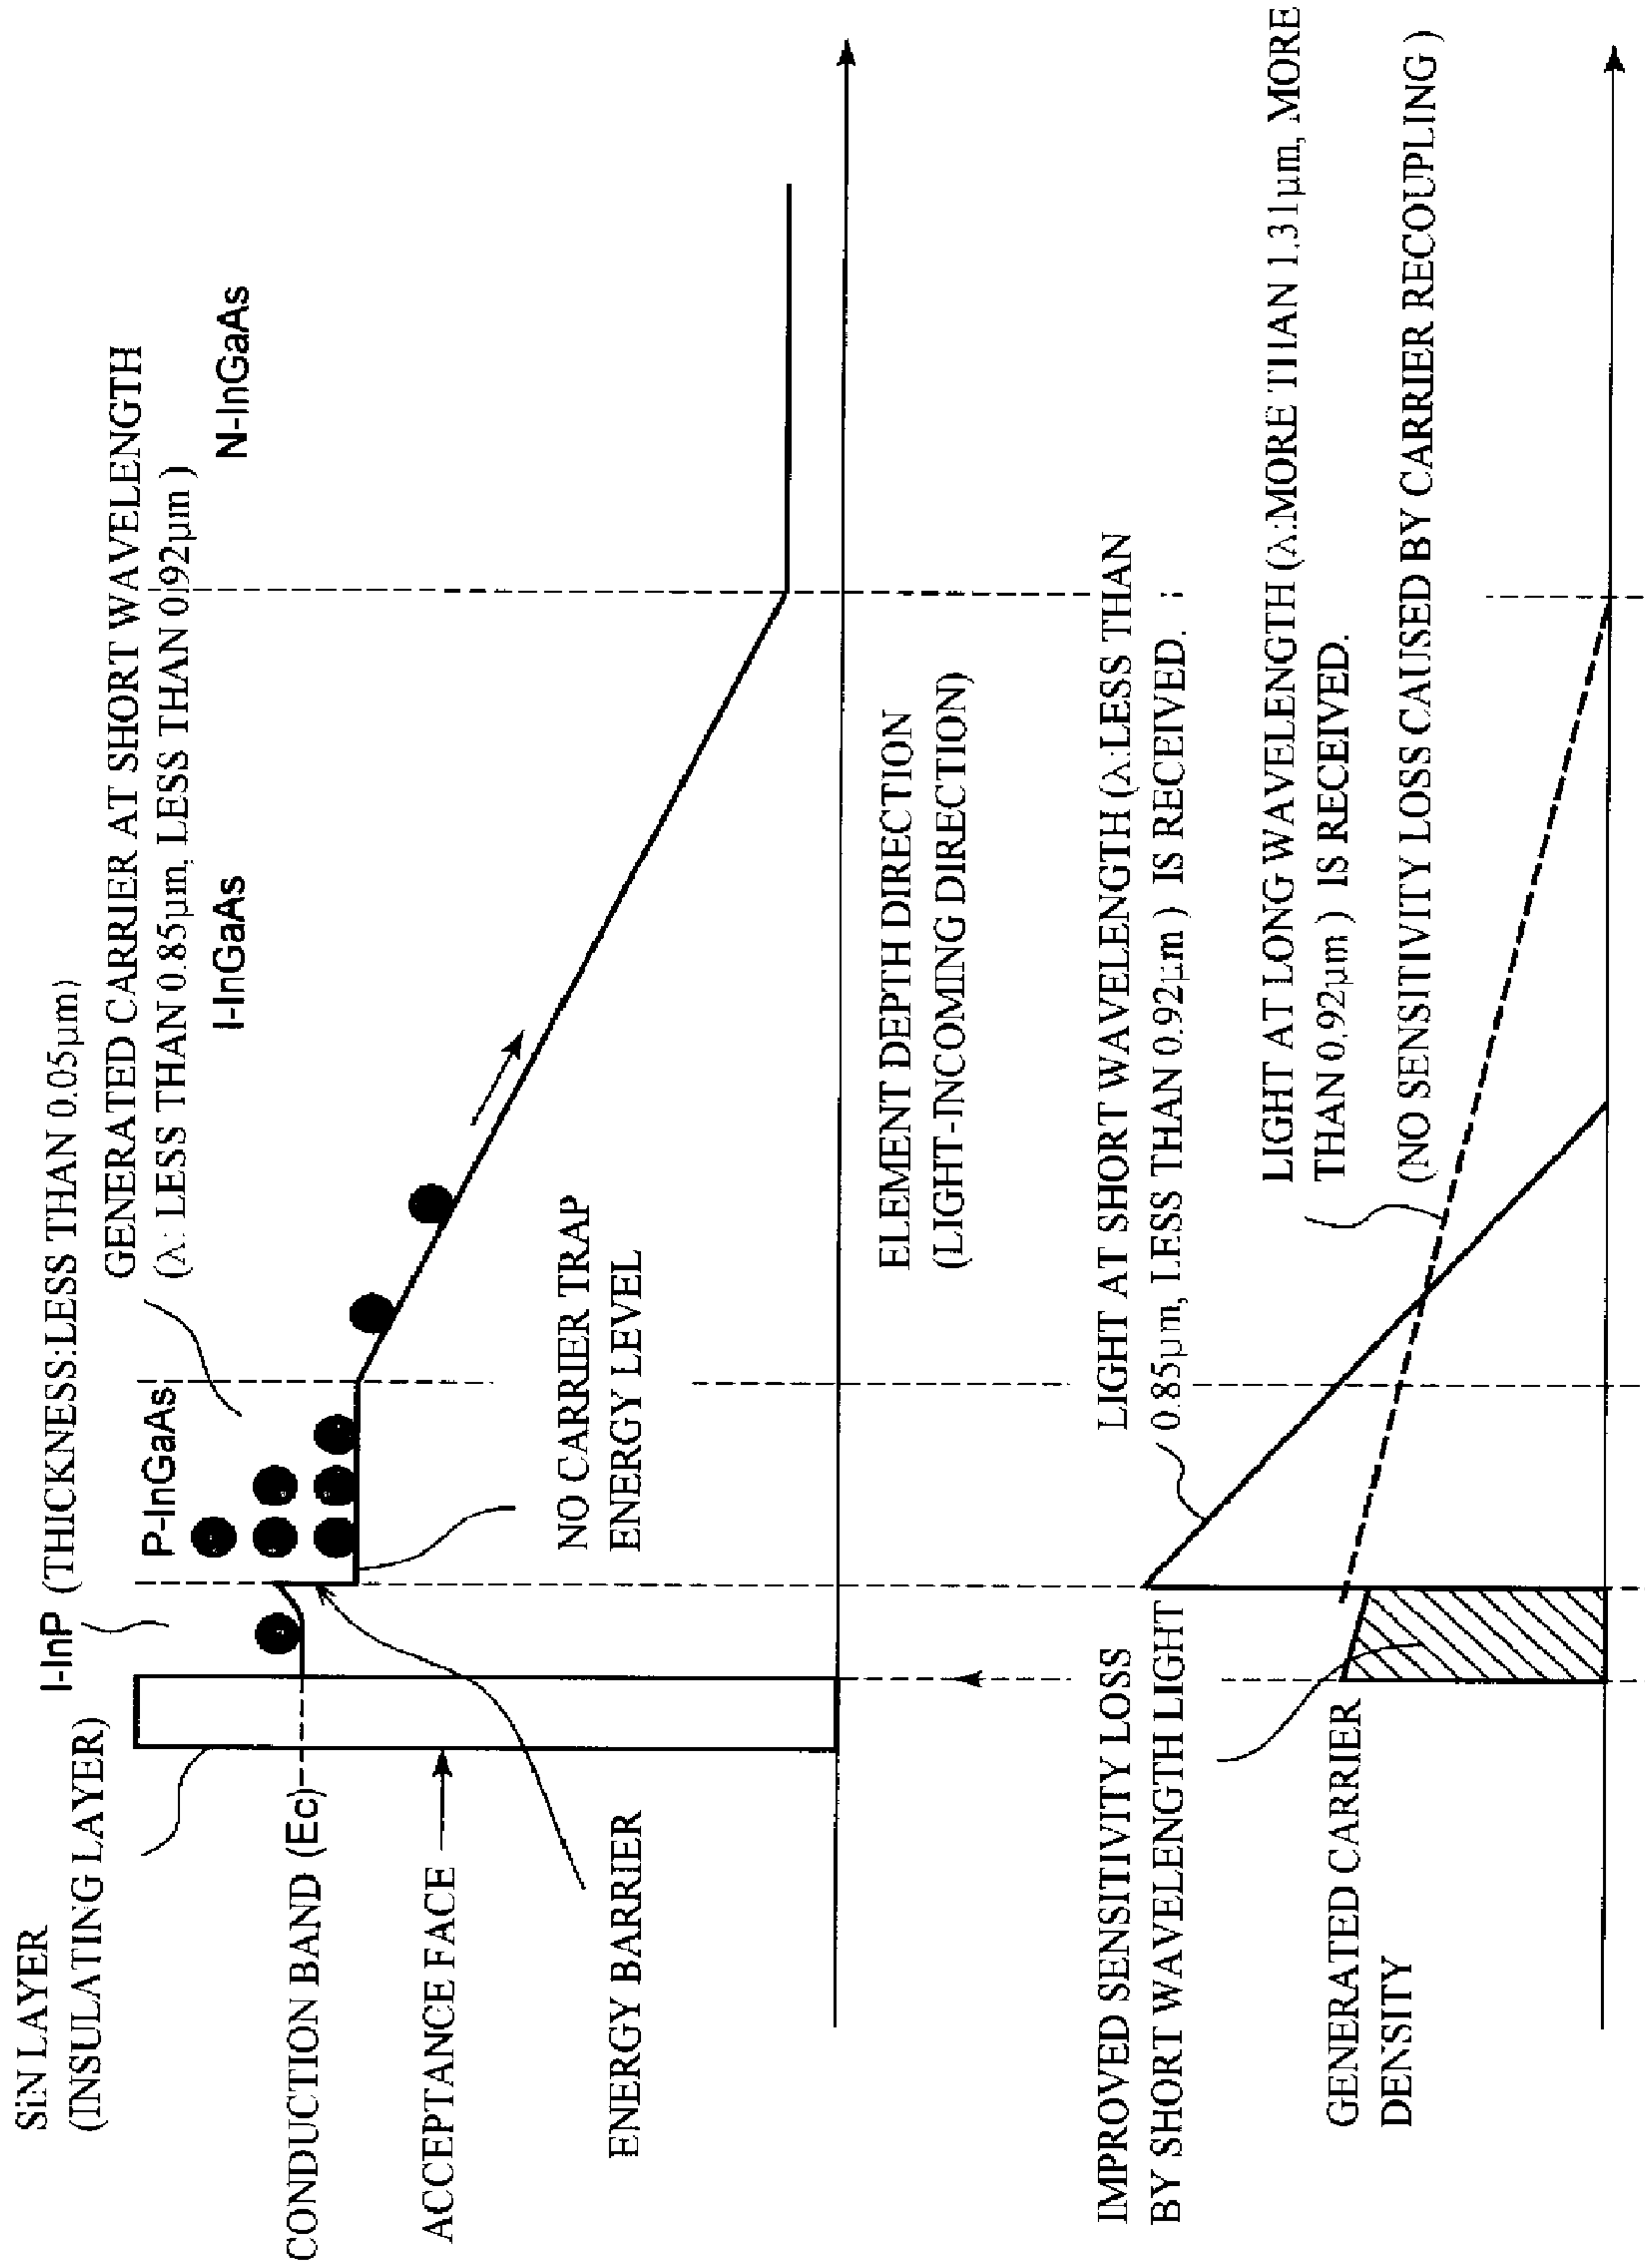 SiN LAYER
(INSULATING LAYER)
I-InP (THICKNESS:LESS THAN 0.05μm)
GENERATED CARRIER AT SHORT WAVELENGTH
(λ: LESS THAN 0.85μm, LESS THAN 0.92μm)
P-InGaAs
I-InGaAs
N-InGaAs
CONDUCTION BAND (Ec)
ACCEPTANCE FACE
ENERGY BARRIER
NO CARRIER TRAP
ENERGY LEVEL
ELEMENT DEPTH DIRECTION
(LIGHT-INCOMING DIRECTION)
IMPROVED SENSITIVITY LOSS
BY SHORT WAVELENGTH LIGHT
LIGHT AT SHORT WAVELENGTH (λ:LESS THAN
0.85μm, LESS THAN 0.92μm ) IS RECEIVED.
LIGHT AT LONG WAVELENGTH (λ:MORE THAN 1.31μm, MORE
THAN 0.92μm ) IS RECEIVED.
(NO SENSITIVITY LOSS CAUSED BY CARRIER RECOUPLING )
GENERATED CARRIER
DENSITY